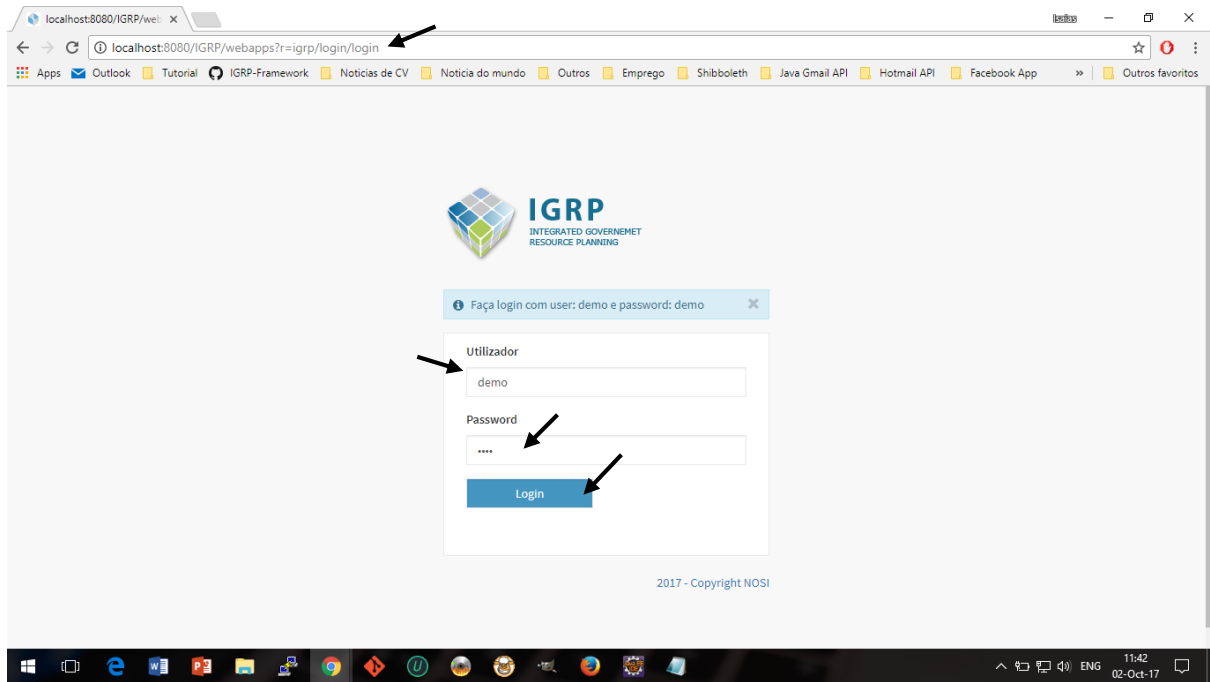 localhost:8080/IGRP/web
Isaías
localhost:8080/IGRP/webapps?r=igrp/login/login
Apps Outlook Tutorial IGRP-Framework Noticias de CV Noticia do mundo Outros Emprego Shibboleth Java Gmail API Hotmail API Facebook App » Outros favoritos
IGRP
INTEGRATED GOVERNEMET
RESOURCE PLANNING
Faça login com user: demo e password: demo
Utilizador
demo
Password
••••
Login
2017 - Copyright NOSI
ENG
11:42
02-Oct-17